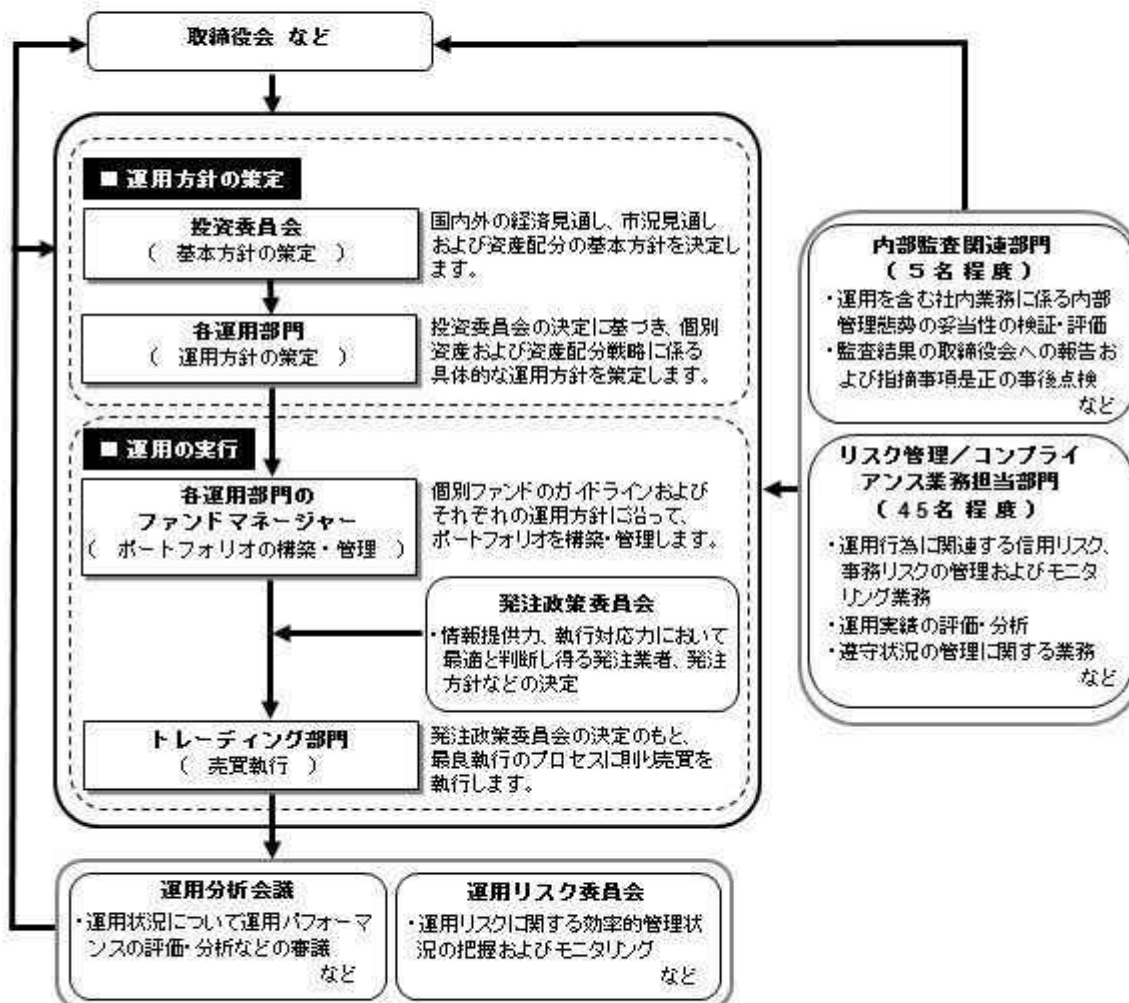 取締役会 など
■ 運用方針の策定
投資委員会
( 基本方針の策定 )
国内外の経済見通し、市況見通し
および資産配分の基本方針を決定し
ます。
各運用部門
( 運用方針の策定 )
投資委員会の決定に基づき、個別
資産および資産配分戦略に係る
具体的な運用方針を策定します。
■ 運用の実行
各運用部門の
ファンドマネージャー
( ポートフォリオの構築・管理 )
個別ファンドのガイドラインおよび
それぞれの運用方針に沿って、
ポートフォリオを構築・管理します。
発注政策委員会
・情報提供力、執行対応力において
最適と判断し得る発注業者、発注
方針などの決定
トレーディング部門
( 売買執行 )
発注政策委員会の決定のもと、
最良執行のプロセスに則り売買を
執行します。
内部監査関連部門
(5名程度)
・運用を含む社内業務に係る内部
管理態勢の妥当性の検証・評価
・監査結果の取締役会への報告お
よび指摘事項是正の事後点検
など
リスク管理/コンプライ
アンス業務担当部門
(45名程度)
・運用行為に関連する信用リスク、
事務リスクの管理およびモニタ
リング業務
・運用実績の評価・分析
・遵守状況の管理に関する業務
など
運用分析会議
・運用状況について運用パフォーマ
ンスの評価・分析などの審議
など
運用リスク委員会
・運用リスクに関する効率的管理状
況の把握およびモニタリング
など